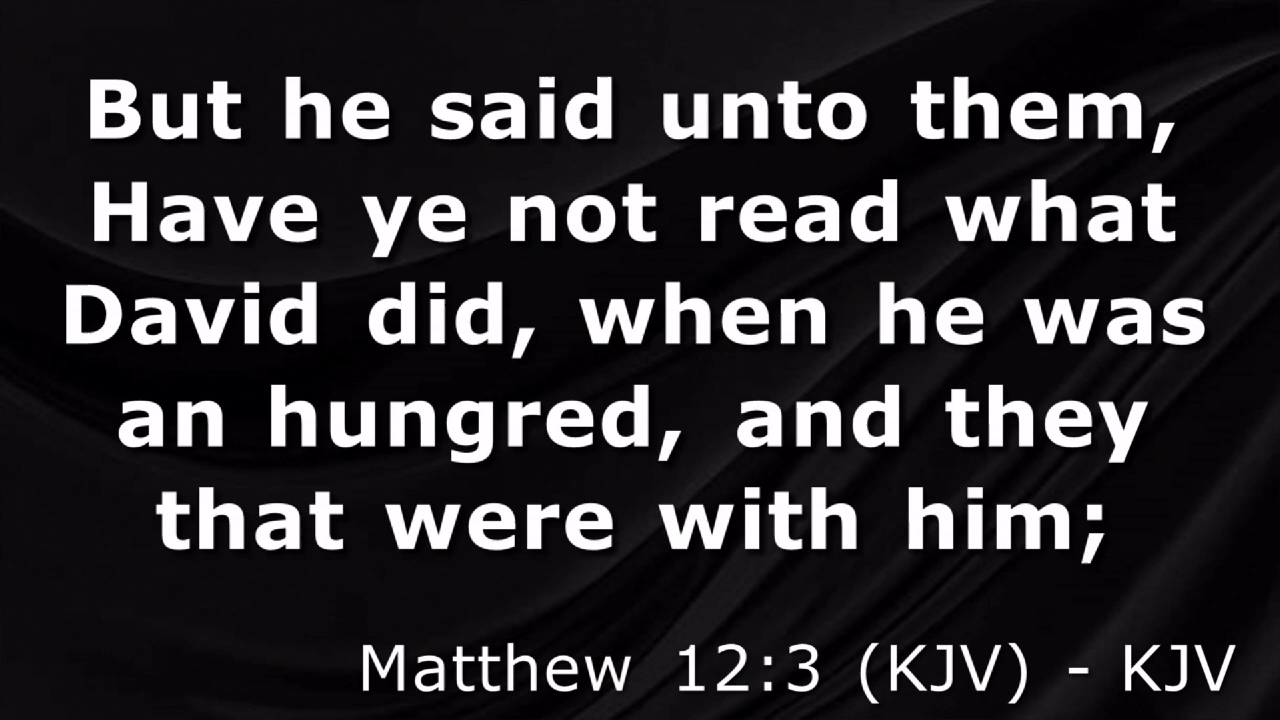 But he said unto them,
Have ye not read what
David did, when he was
an hungred, and they
that were with him;
Matthew 12:3 (KJV) - KJV